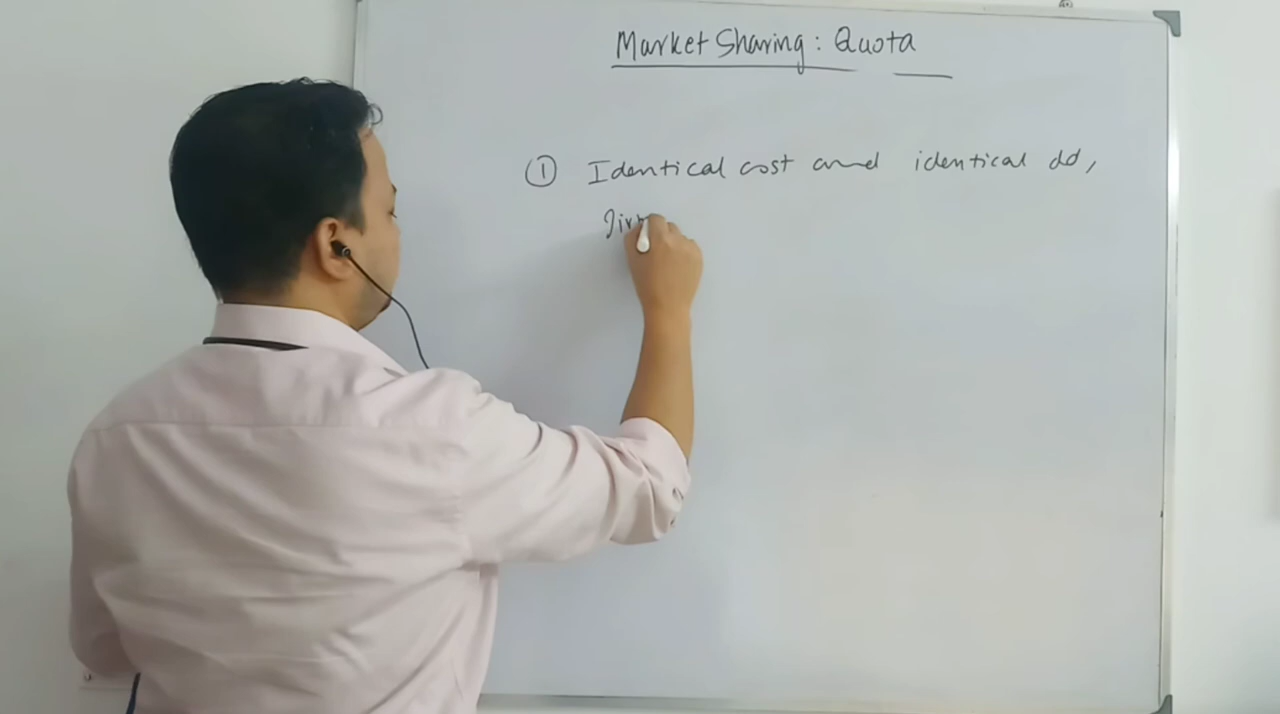 Market Sharing: Quota
① Identical cost and identical dd,